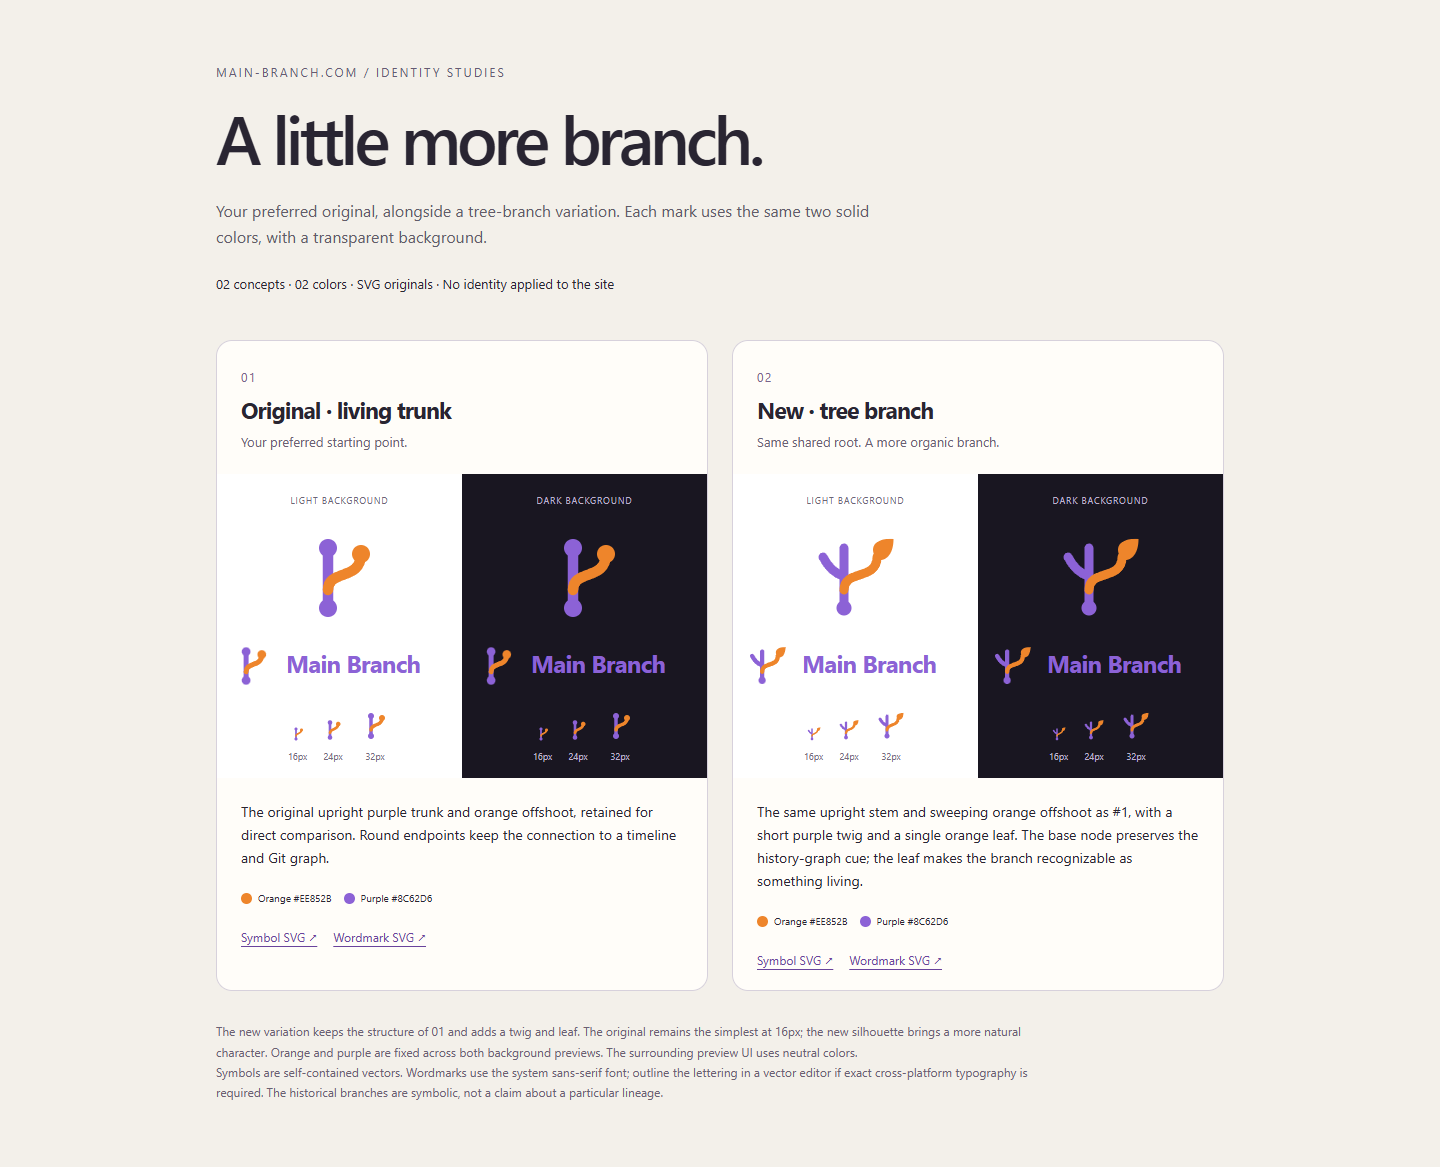 MAIN-BRANCH.COM / IDENTITY STUDIES
A little more branch.
Your preferred original, alongside a tree-branch variation. Each mark uses the same two solid
colors, with a transparent background.
02 concepts · 02 colors · SVG originals · No identity applied to the site
01
Original · living trunk
Your preferred starting point.
LIGHT BACKGROUND
Main Branch
16px 24px 32px
DARK BACKGROUND
Main Branch
16px 24px 32px
The original upright purple trunk and orange offshoot, retained for
direct comparison. Round endpoints keep the connection to a timeline
and Git graph.
Orange #EE852B Purple #8C62D6
Symbol SVG ↗ Wordmark SVG ↗
02
New · tree branch
Same shared root. A more organic branch.
LIGHT BACKGROUND
Main Branch
16px 24px 32px
DARK BACKGROUND
Main Branch
16px 24px 32px
The same upright stem and sweeping orange offshoot as #1, with a
short purple twig and a single orange leaf. The base node preserves the
history-graph cue; the leaf makes the branch recognizable as
something living.
Orange #EE852B Purple #8C62D6
Symbol SVG ↗ Wordmark SVG ↗
The new variation keeps the structure of 01 and adds a twig and leaf. The original remains the simplest at 16px; the new silhouette brings a more natural
character. Orange and purple are fixed across both background previews. The surrounding preview UI uses neutral colors.
Symbols are self-contained vectors. Wordmarks use the system sans-serif font; outline the lettering in a vector editor if exact cross-platform typography is
required. The historical branches are symbolic, not a claim about a particular lineage.